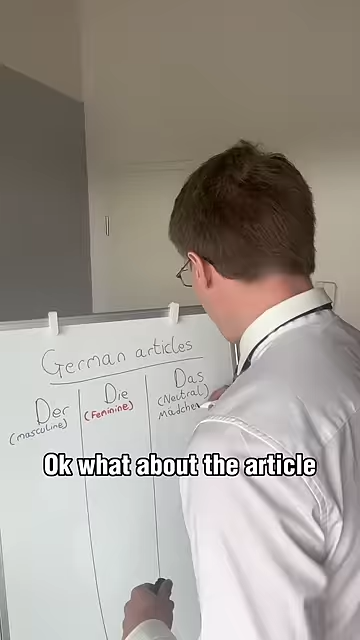 German articles
Der
(masculine)
Die
(Feminine)
Das
(Neutral)
Mädchen
Ok what about the article